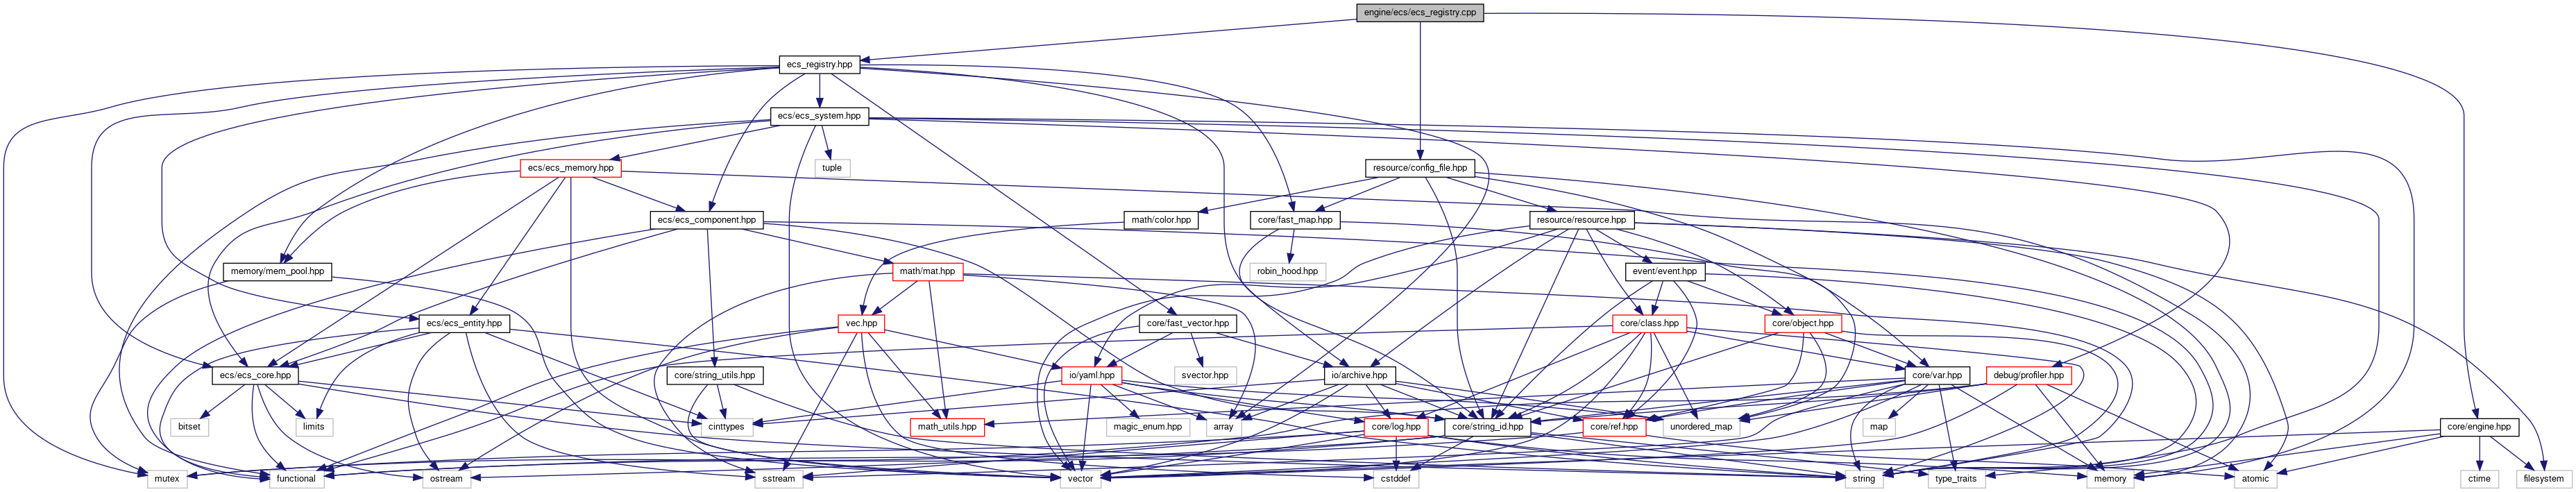 engine/ecs/ecs_registry.cpp
ecs_registry.hpp
ecs/ecs_system.hpp
ecs/ecs_memory.hpp
tuple
resource/config_file.hpp
ecs/ecs_component.hpp
math/color.hpp
core/fast_map.hpp
resource/resource.hpp
memory/mem_pool.hpp
math/mat.hpp
robin_hood.hpp
event/event.hpp
ecs/ecs_entity.hpp
vec.hpp
core/fast_vector.hpp
core/class.hpp
core/object.hpp
ecs/ecs_core.hpp
core/string_utils.hpp
io/yaml.hpp
svector.hpp
io/archive.hpp
core/var.hpp
debug/profiler.hpp
bitset
limits
cinttypes
math_utils.hpp
magic_enum.hpp
array
core/log.hpp
core/string_id.hpp
core/ref.hpp
unordered_map
map
core/engine.hpp
mutex
functional
ostream
sstream
vector
cstddef
string
type_traits
memory
atomic
ctime
filesystem